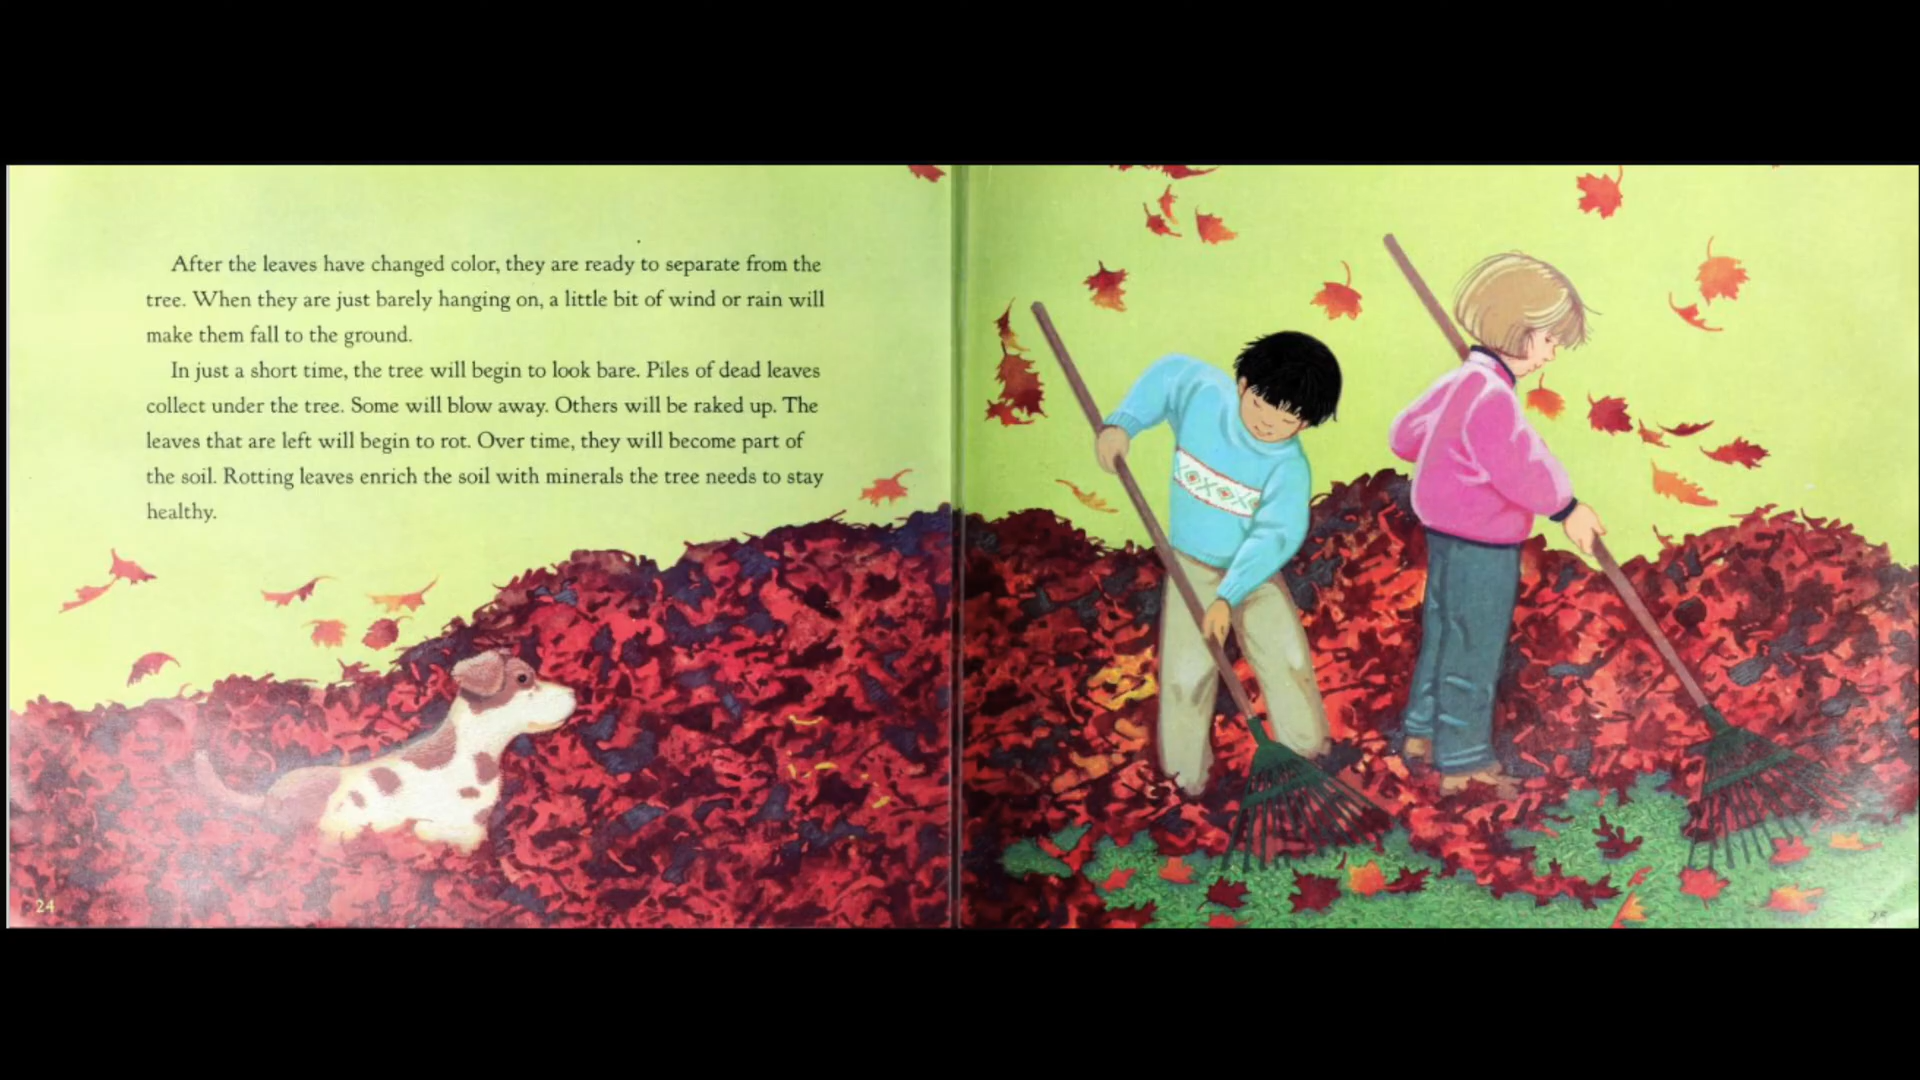 After the leaves have changed color, they are ready to separate from the
tree. When they are just barely hanging on, a little bit of wind or rain will
make them fall to the ground.
In just a short time, the tree will begin to look bare. Piles of dead leaves
collect under the tree. Some will blow away. Others will be raked up. The
leaves that are left will begin to rot. Over time, they will become part of
the soil. Rotting leaves enrich the soil with minerals the tree needs to stay
healthy.
24
25